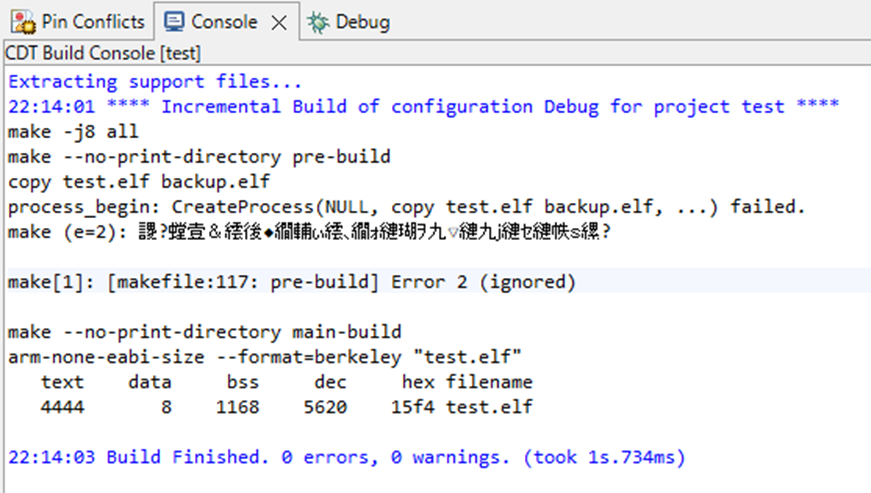 Pin Conflicts Console Debug
CDT Build Console [test]
Extracting support files...
22:14:01 **** Incremental Build of configuration Debug for project test ****
make -j8 all
make --no-print-directory pre-build
copy test.elf backup.elf
process_begin: CreateProcess(NULL, copy test.elf backup.elf, ...) failed.
make (e=2):
make[1]: [makefile:117: pre-build] Error 2 (ignored)
make --no-print-directory main-build
arm-none-eabi-size --format=berkeley "test.elf"
text data bss dec hex filename
4444 8 1168 5620 15f4 test.elf
22:14:03 Build Finished. 0 errors, 0 warnings. (took 1s.734ms)